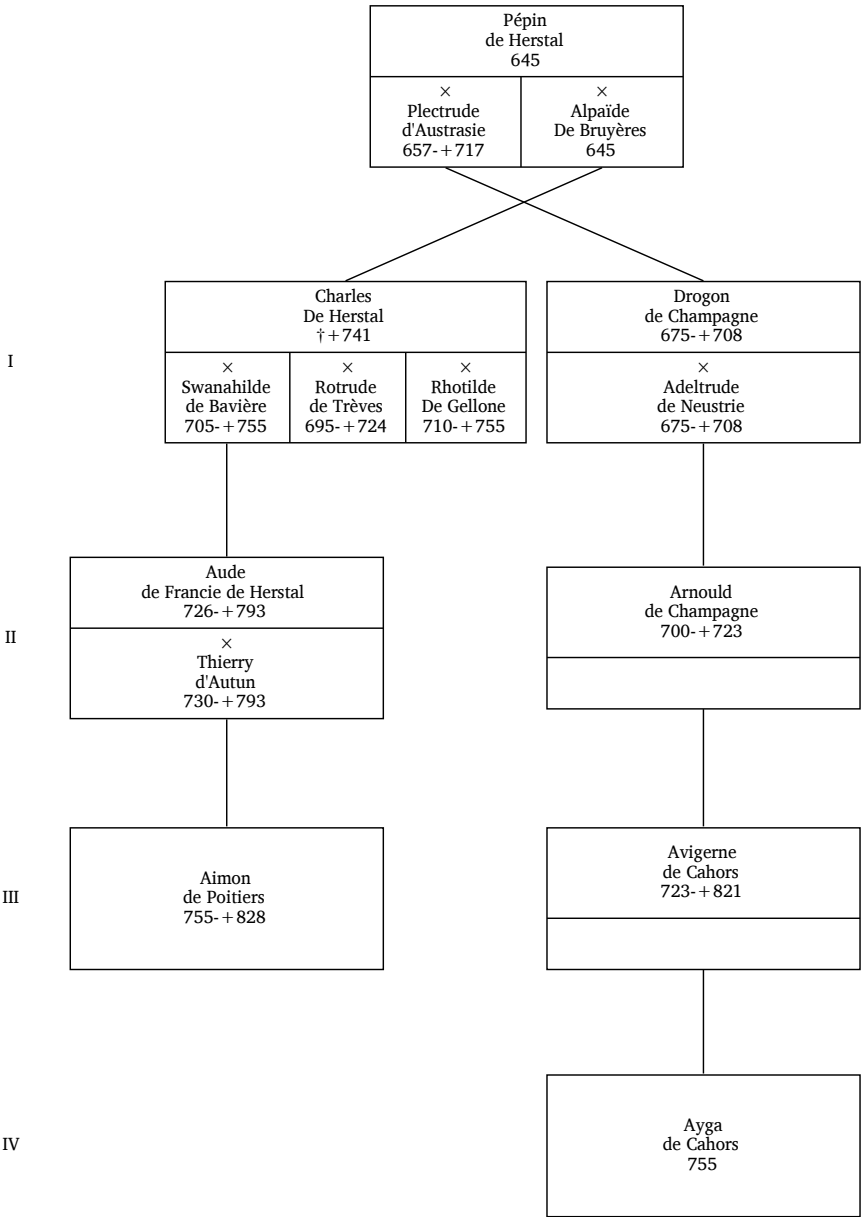 Pépin
de Herstal
645
×
Plectrude
d'Austrasie
657-+717
×
Alpaïde
De Bruyères
645
I
Charles
De Herstal
†+741
×
Swanahilde
de Bavière
705-+755
×
Rotrude
de Trèves
695-+724
×
Rhotilde
De Gellone
710-+755
Drogon
de Champagne
675-+708
×
Adeltrude
de Neustrie
675-+708
II
Aude
de Francie de Herstal
726-+793
×
Thierry
d'Autun
730-+793
Arnould
de Champagne
700-+723
III
Aimon
de Poitiers
755-+828
Avigerne
de Cahors
723-+821
IV
Ayga
de Cahors
755